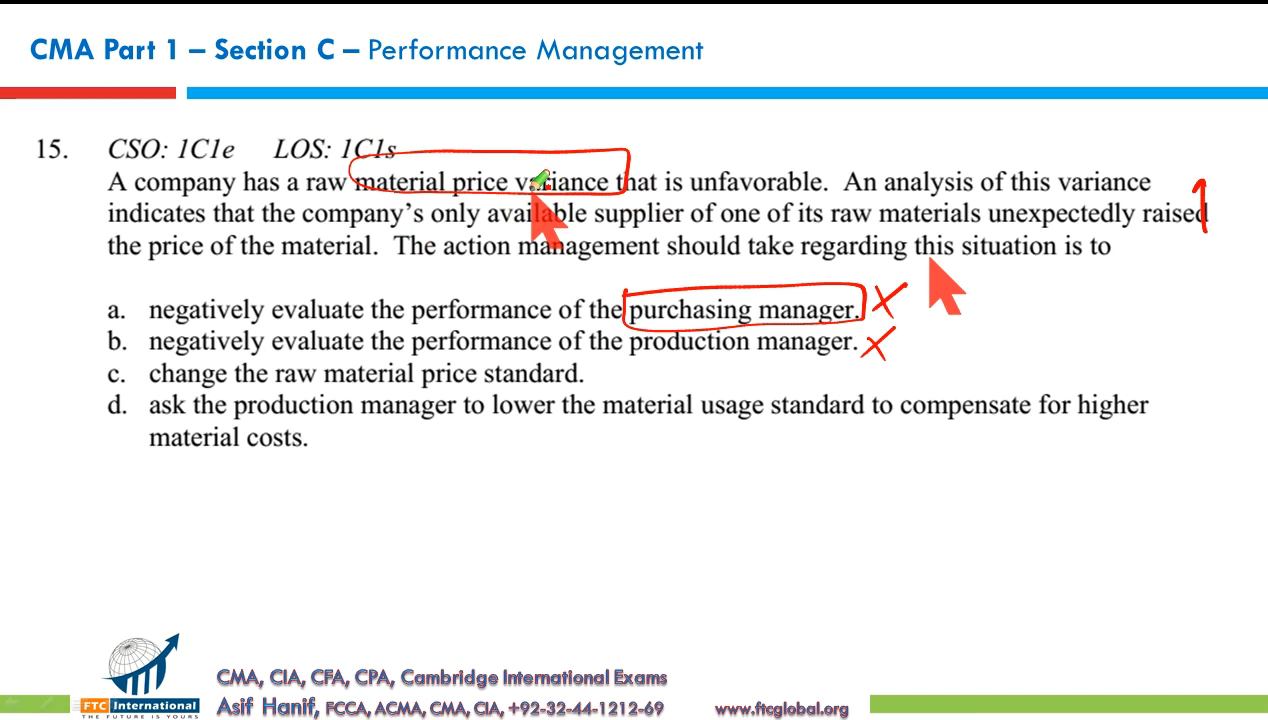 CMA Part 1 – Section C – Performance Management
15. CSO: 1C1e LOS: 1C1s
A company has a raw material price variance that is unfavorable. An analysis of this variance
indicates that the company's only available supplier of one of its raw materials unexpectedly raised
the price of the material. The action management should take regarding this situation is to
a. negatively evaluate the performance of the purchasing manager.
b. negatively evaluate the performance of the production manager.
c. change the raw material price standard.
d. ask the production manager to lower the material usage standard to compensate for higher
material costs.
FTC International
THE FUTURE IS YOURS
CMA, CIA, CFA, CPA, Cambridge International Exams
Asif Hanif, FCCA, ACMA, CMA, CIA, +92-32-44-1212-69 www.ftcglobal.org